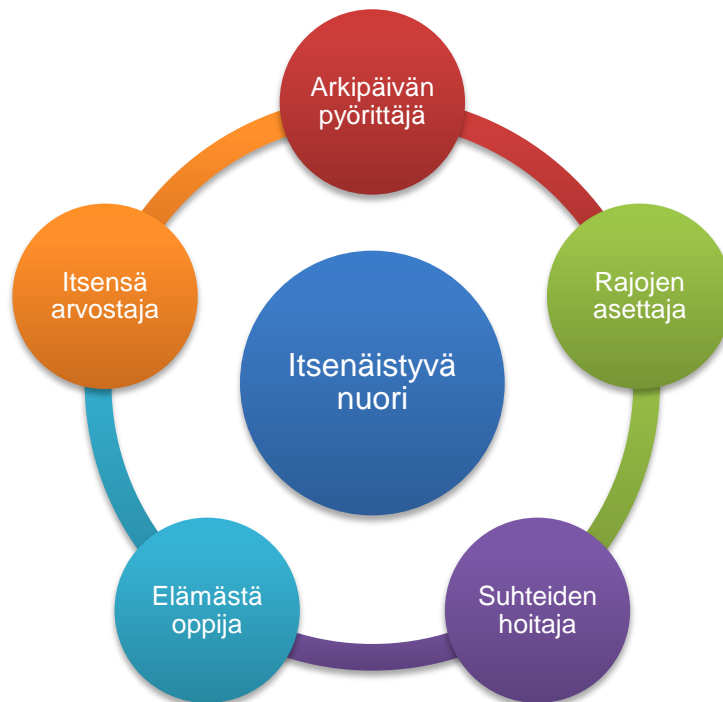 Arkipäivän
pyörittäjä
Rajojen
asettaja
Suhteiden
hoitaja
Elämästä
oppija
Itsensä
arvostaja
Itsenäistyvä
nuori